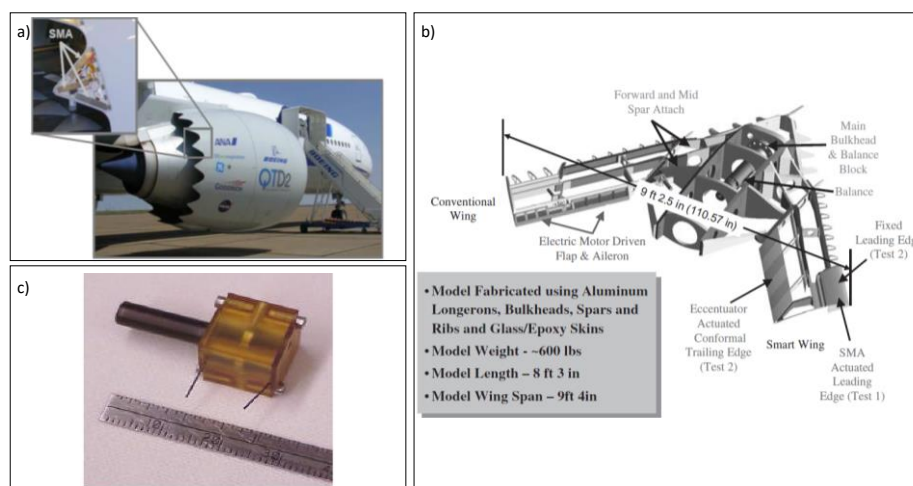 a)
SMA
ANA
BOEING
QTD2
BOEING
b)
Forward and Mid
Spar Attach
Main
Bulkhead
& Balance
Block
Balance
Conventional
Wing
9 ft 2.5 in (110.57 in)
Fixed
Leading Edge
(Test 2)
Electric Motor Driven
Flap & Aileron
• Model Fabricated using Aluminum
Longerons, Bulkheads, Spars and
Ribs and Glass/Epoxy Skins
• Model Weight - ~600 lbs
• Model Length – 8 ft 3 in
• Model Wing Span – 9ft 4in
Eccentuator
Actuated
Conformal
Trailing Edge
(Test 2)
Smart Wing
SMA
Actuated
Leading
Edge (Test 1)
c)